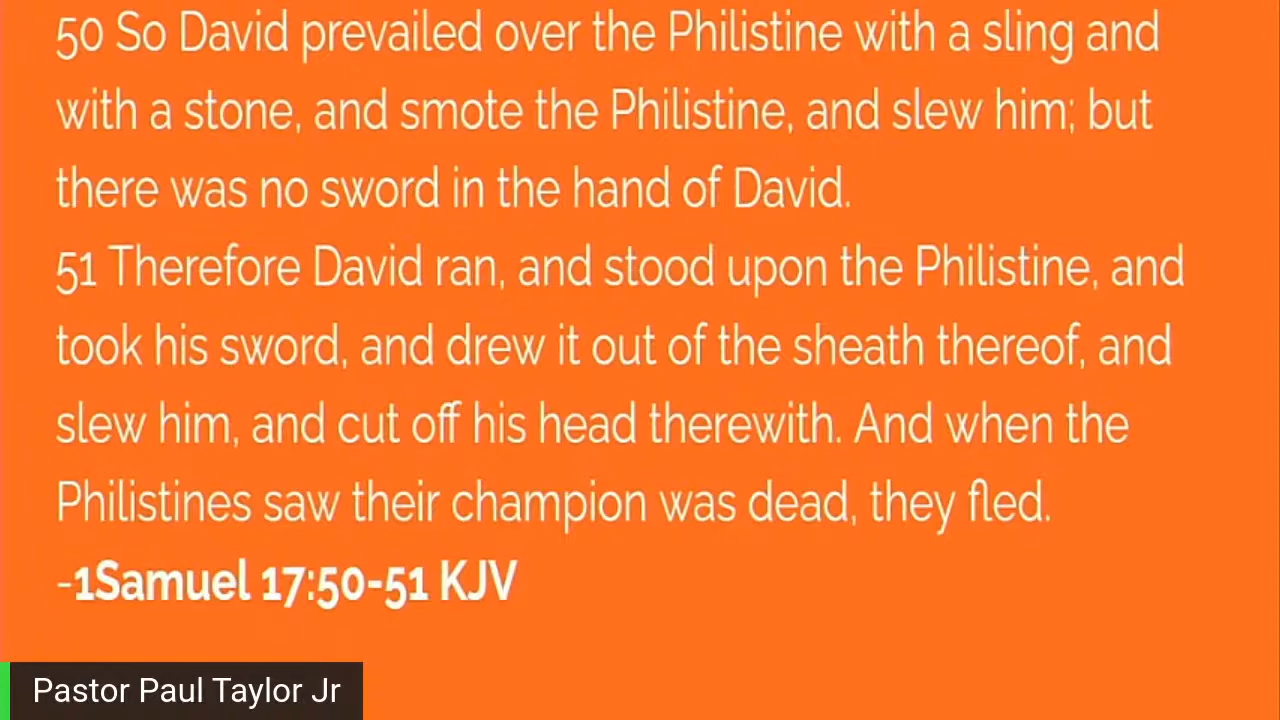 50 So David prevailed over the Philistine with a sling and
with a stone, and smote the Philistine, and slew him; but
there was no sword in the hand of David.
51 Therefore David ran, and stood upon the Philistine, and
took his sword, and drew it out of the sheath thereof, and
slew him, and cut off his head therewith. And when the
Philistines saw their champion was dead, they fled.
-1Samuel 17:50-51 KJV
Pastor Paul Taylor Jr